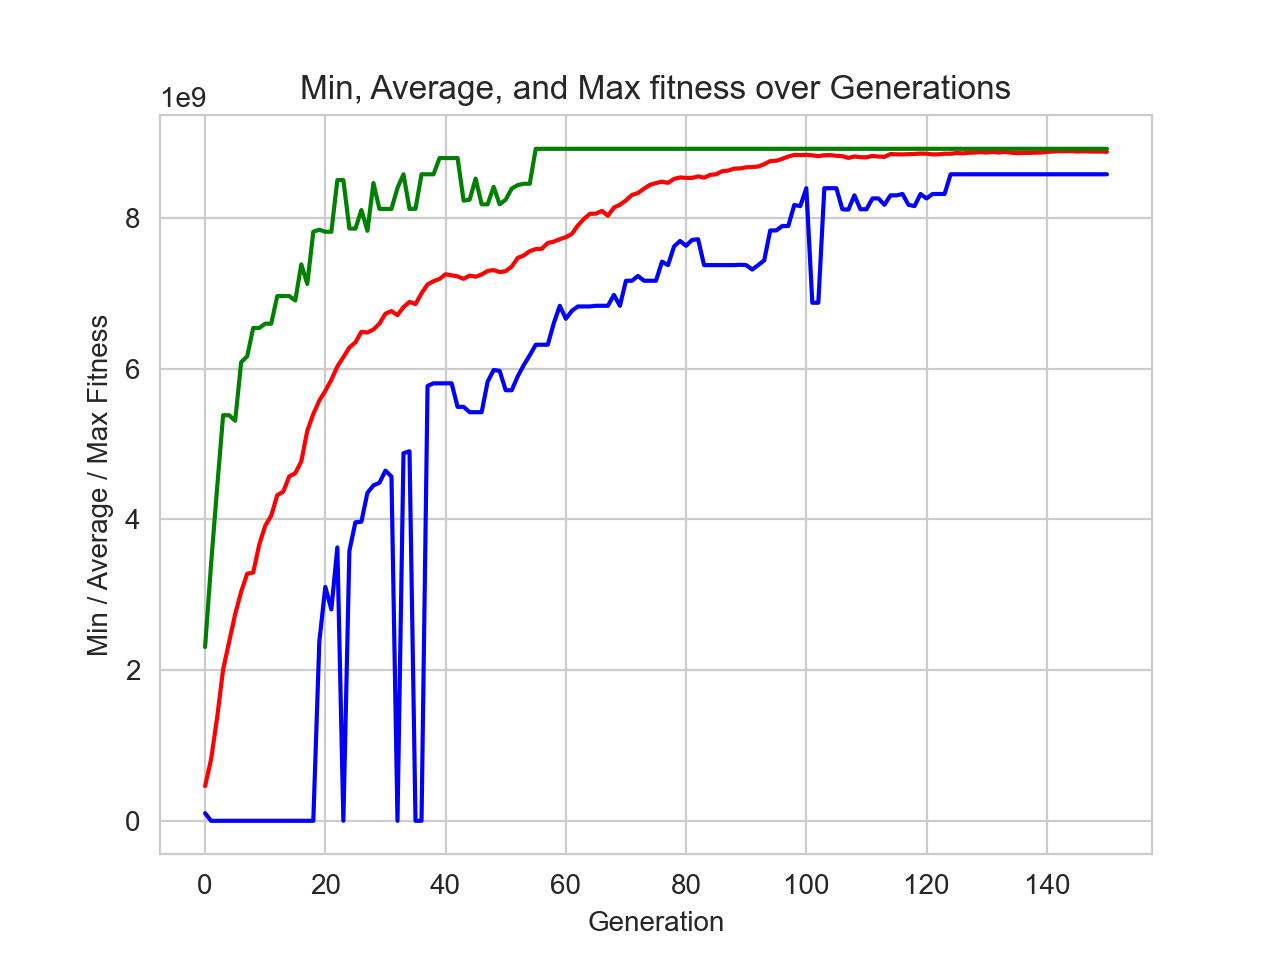 Min, Average, and Max fitness over Generations
1e9
8
6
4
2
0
Min / Average / Max Fitness
0 20 40 60 80 100 120 140
Generation